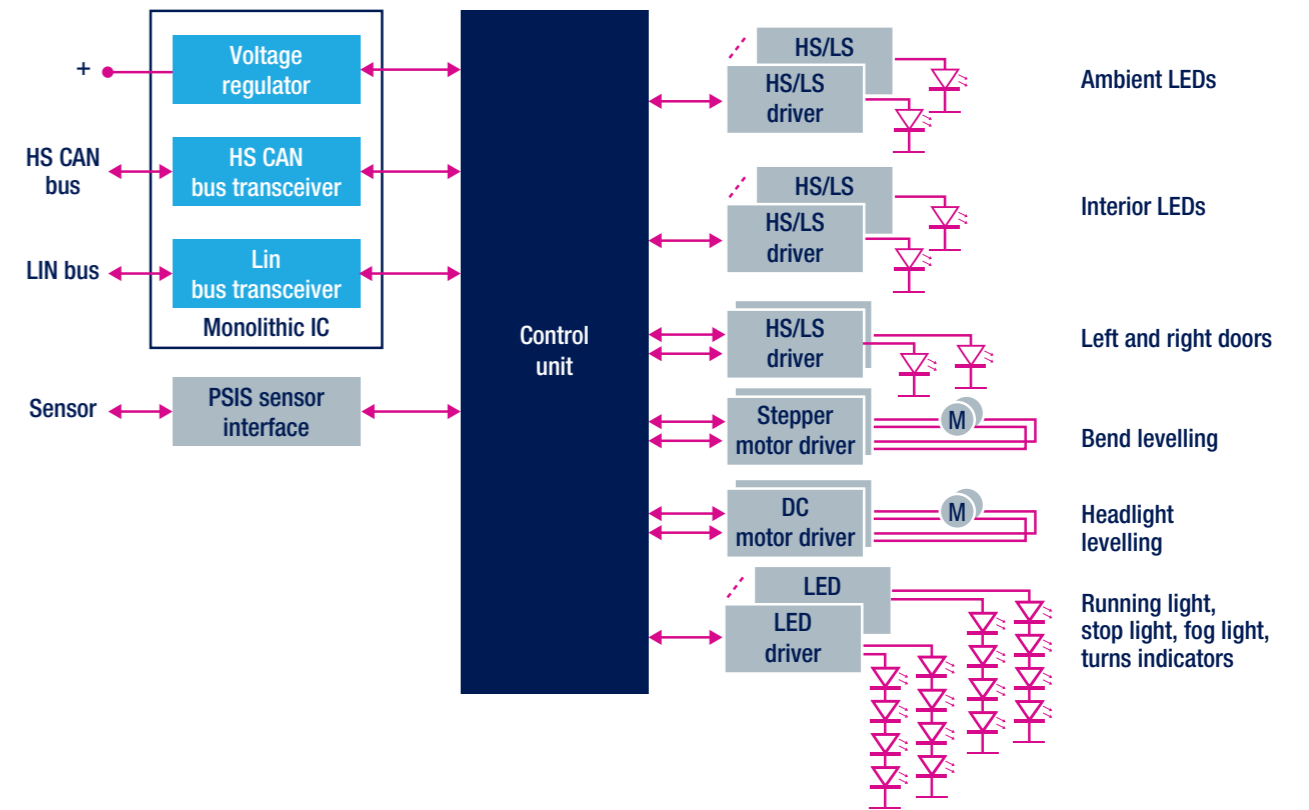 +
Voltage
regulator
HS CAN
bus
HS CAN
bus transceiver
LIN bus
Lin
bus transceiver
Monolithic IC
Sensor
PSIS sensor
interface
Control
unit
HS/LS
HS/LS
driver
Ambient LEDs
HS/LS
HS/LS
driver
Interior LEDs
HS/LS
driver
Left and right doors
Stepper
motor driver
M
Bend levelling
DC
motor driver
M
Headlight
levelling
LED
LED
driver
Running light,
stop light, fog light,
turns indicators